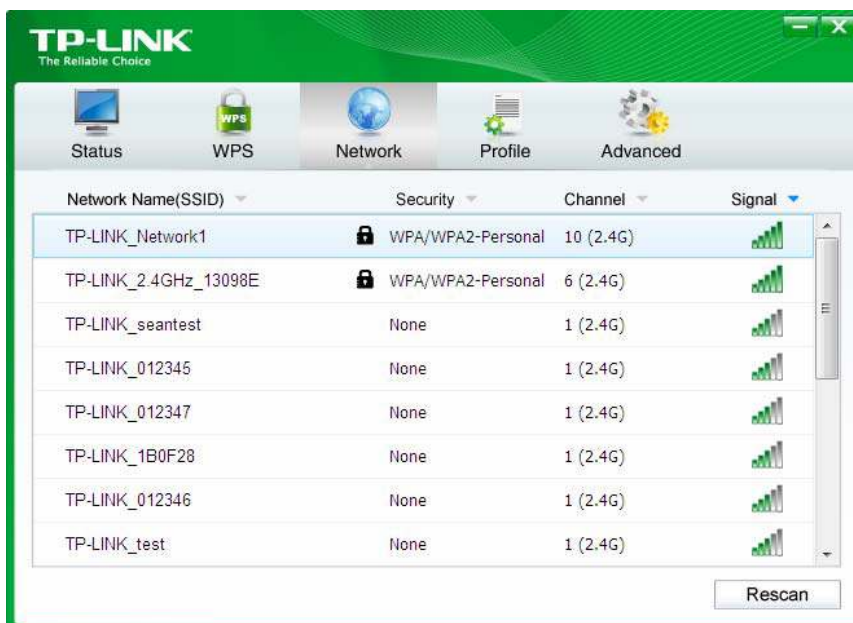 TP-LINK
The Reliable Choice
Status WPS Network Profile Advanced
WPS
Network Name(SSID) Security Channel Signal
TP-LINK_Network1 WPA/WPA2-Personal 10 (2.4G)
TP-LINK_2.4GHz_13098E WPA/WPA2-Personal 6 (2.4G)
TP-LINK_seantest None 1 (2.4G)
TP-LINK_012345 None 1 (2.4G)
TP-LINK_012347 None 1 (2.4G)
TP-LINK_1B0F28 None 1 (2.4G)
TP-LINK_012346 None 1 (2.4G)
TP-LINK_test None 1 (2.4G)
Rescan